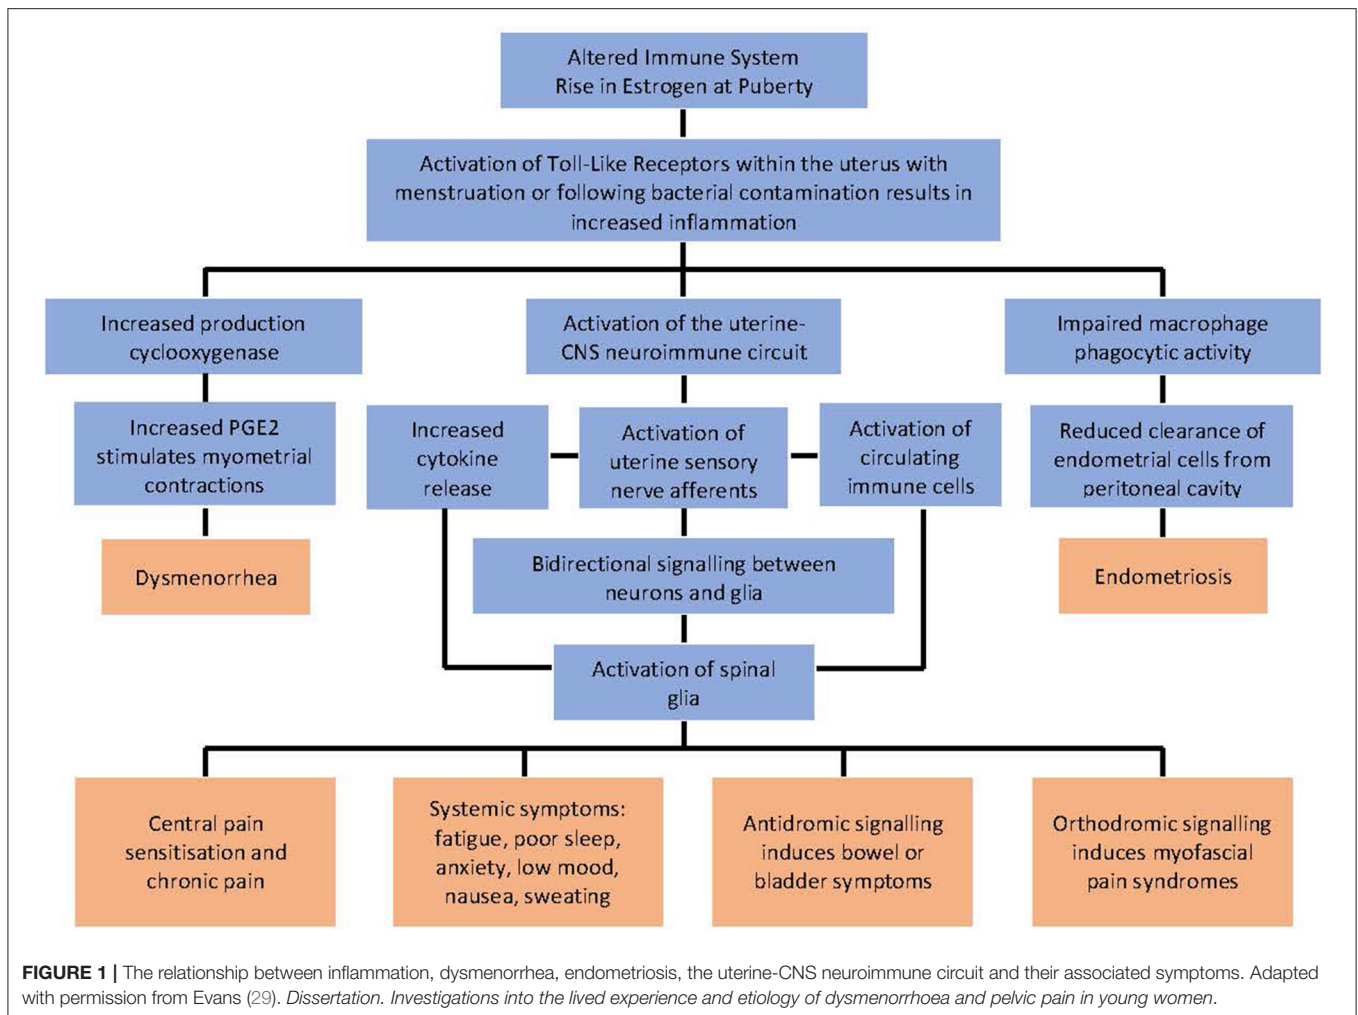 Altered Immune System
Rise in Estrogen at Puberty
Activation of Toll-Like Receptors within the uterus with
menstruation or following bacterial contamination results in
increased inflammation
Increased production
cyclooxygenase
Activation of the uterine-
CNS neuroimmune circuit
Impaired macrophage
phagocytic activity
Increased PGE2
stimulates myometrial
contractions
Increased
cytokine
release
Activation of
uterine sensory
nerve afferents
Activation of
circulating
immune cells
Reduced clearance of
endometrial cells from
peritoneal cavity
Dysmenorrhea
Bidirectional signalling between
neurons and glia
Endometriosis
Activation of spinal
glia
Central pain
sensitisation and
chronic pain
Systemic symptoms:
fatigue, poor sleep,
anxiety, low mood,
nausea, sweating
Antidromic signalling
induces bowel or
bladder symptoms
Orthodromic signalling
induces myofascial
pain syndromes
FIGURE 1 | The relationship between inflammation, dysmenorrhea, endometriosis, the uterine-CNS neuroimmune circuit and their associated symptoms. Adapted
with permission from Evans (29). Dissertation. Investigations into the lived experience and etiology of dysmenorrhoea and pelvic pain in young women.